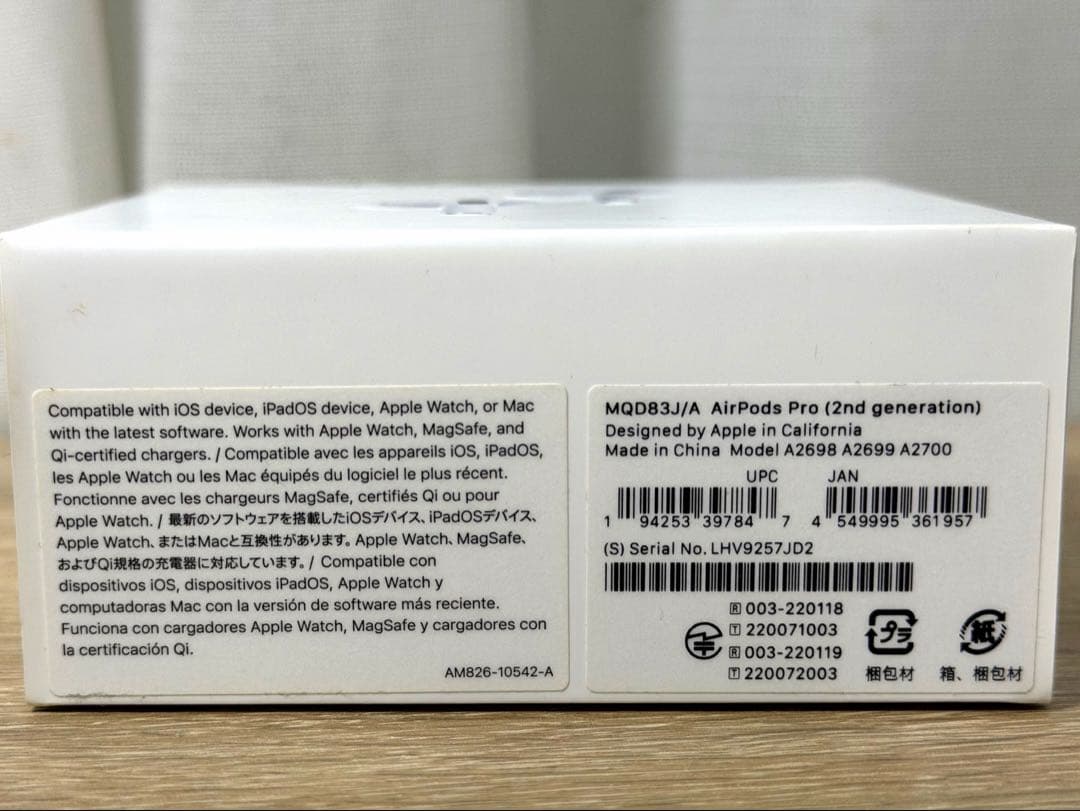 Compatible with iOS device, iPadOS device, Apple Watch, or Mac
with the latest software. Works with Apple Watch, MagSafe, and
Qi-certified chargers. / Compatible avec les appareils iOS, iPadOS,
les Apple Watch ou les Mac équipés du logiciel le plus récent.
Fonctionne avec les chargeurs MagSafe, certifiés Qi ou pour
Apple Watch. / 最新のソフトウェアを搭載したiOSデバイス、iPadOSデバイス、
Apple Watch、またはMacと互換性があります。Apple Watch、MagSafe、
およびQi規格の充電器に対応しています。/ Compatible con
dispositivos iOS, dispositivos iPadOS, Apple Watch y
computadoras Mac con la versión de software más reciente.
Funciona con cargadores Apple Watch, MagSafe y cargadores con
la certificación Qi.
AM826-10542-A
MQD83J/A AirPods Pro (2nd generation)
Designed by Apple in California
Made in China Model A2698 A2699 A2700
UPC JAN
1 94253 39784 7 4 549995 361957
(S) Serial No. LHV9257JD2
R 003-220118
T 220071003
R 003-220119
T 220072003
プラ
梱包材
紙
箱、梱包材